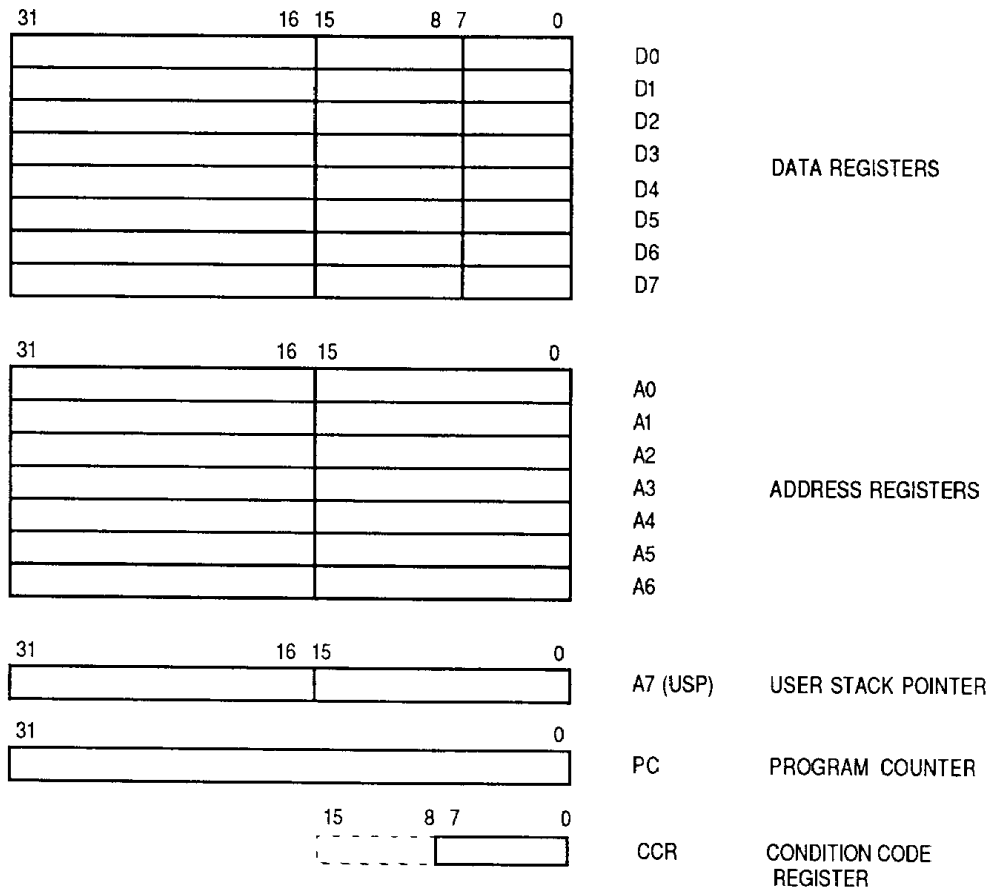 31 16 15 8 7 0
D0
D1
D2
D3
DATA REGISTERS
D4
D5
D6
D7
31 16 15 0
A0
A1
A2
A3 ADDRESS REGISTERS
A4
A5
A6
31 16 15 0
A7 (USP) USER STACK POINTER
31 0
PC PROGRAM COUNTER
15 8 7 0
CCR CONDITION CODE
REGISTER